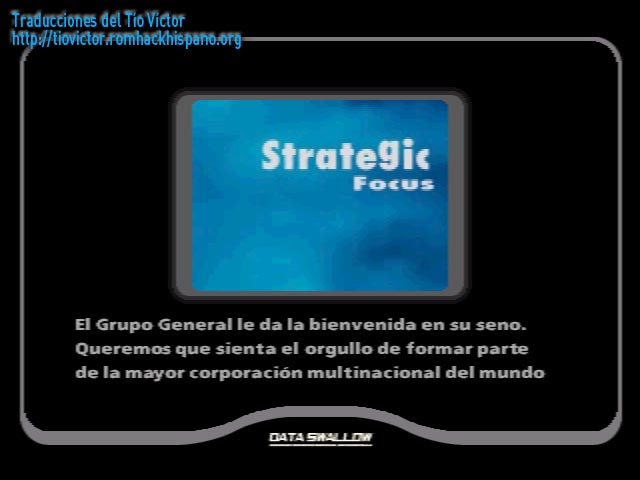 Traducciones del Tio Victor
http://tiovictor.romhackhispano.org
Strategic
Focus
El Grupo General le da la bienvenida en su seno.
Queremos que sienta el orgullo de formar parte
de la mayor corporación multinacional del mundo
DATA SWALLOW